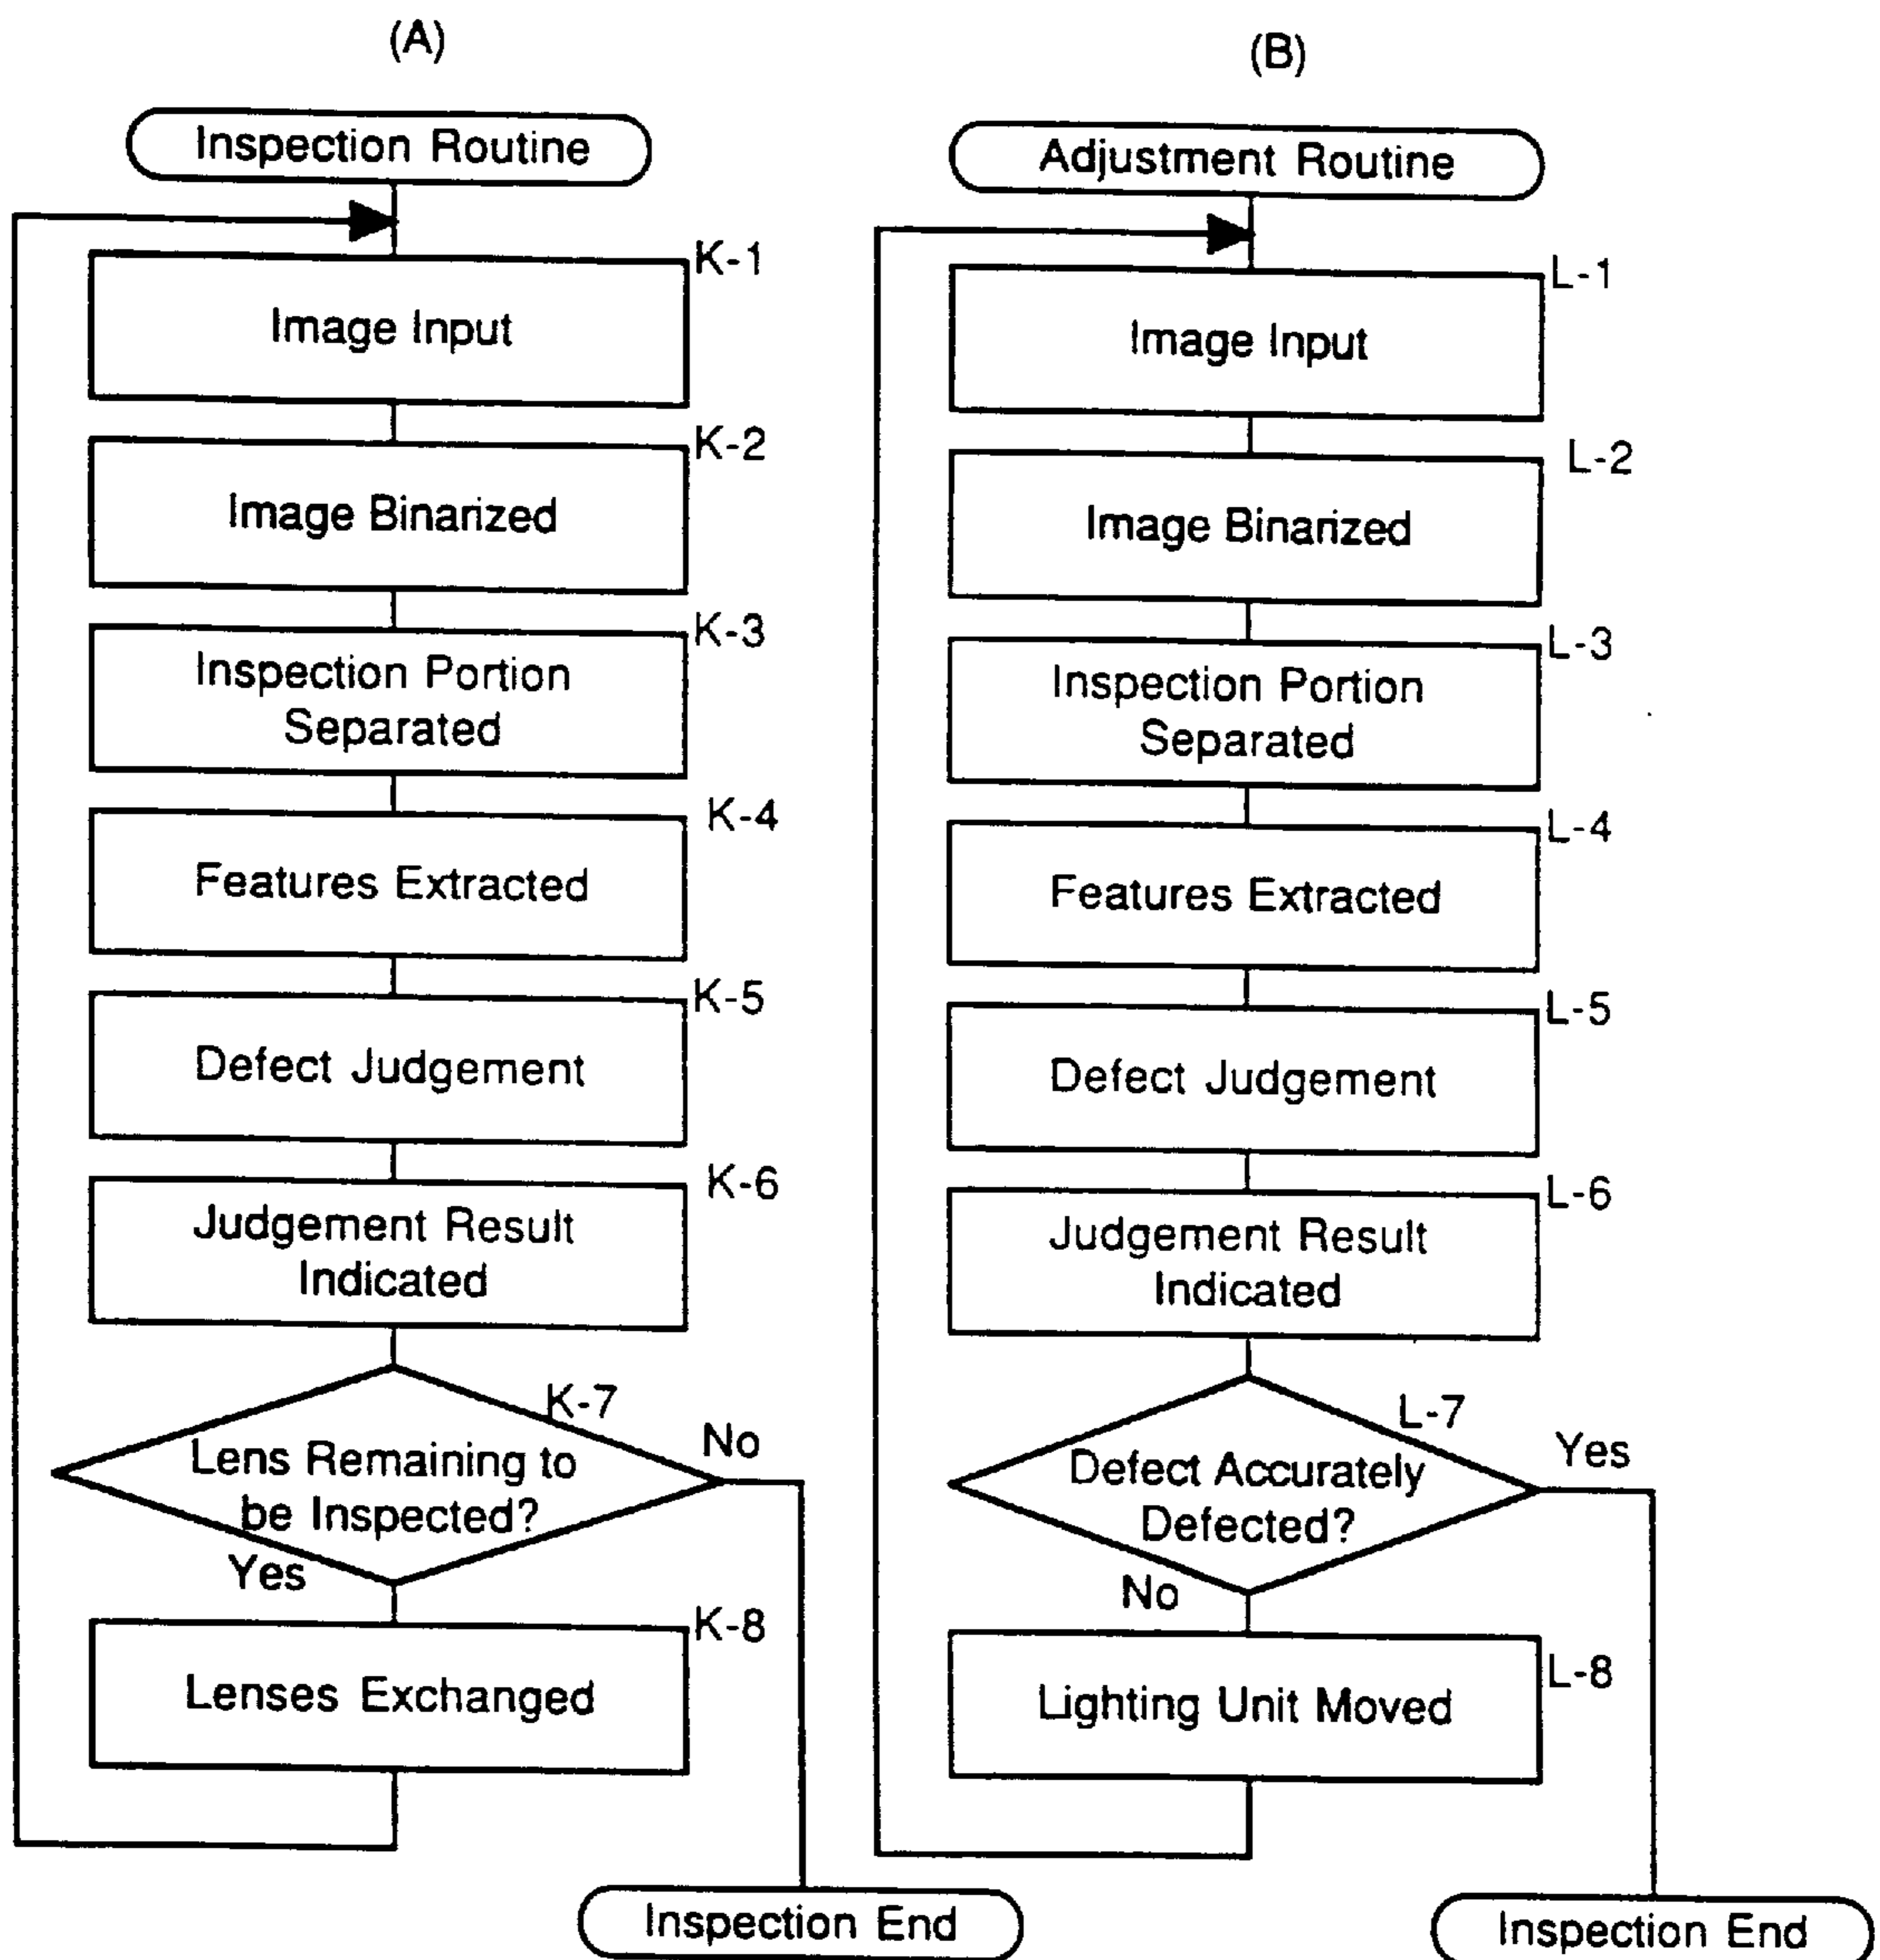 (A)
Inspection Routine
K-1
Image Input
K-2
Image Binarized
K-3
Inspection Portion
Separated
K-4
Features Extracted
K-5
Defect Judgement
K-6
Judgement Result
Indicated
K-7
No
Lens Remaining to
be Inspected?
Yes
K-8
Lenses Exchanged
Inspection End
(B)
Adjustment Routine
L-1
Image Input
L-2
Image Binarized
L-3
Inspection Portion
Separated
L-4
Features Extracted
L-5
Defect Judgement
L-6
Judgement Result
Indicated
L-7
Yes
Defect Accurately
Defected?
No
L-8
Lighting Unit Moved
Inspection End